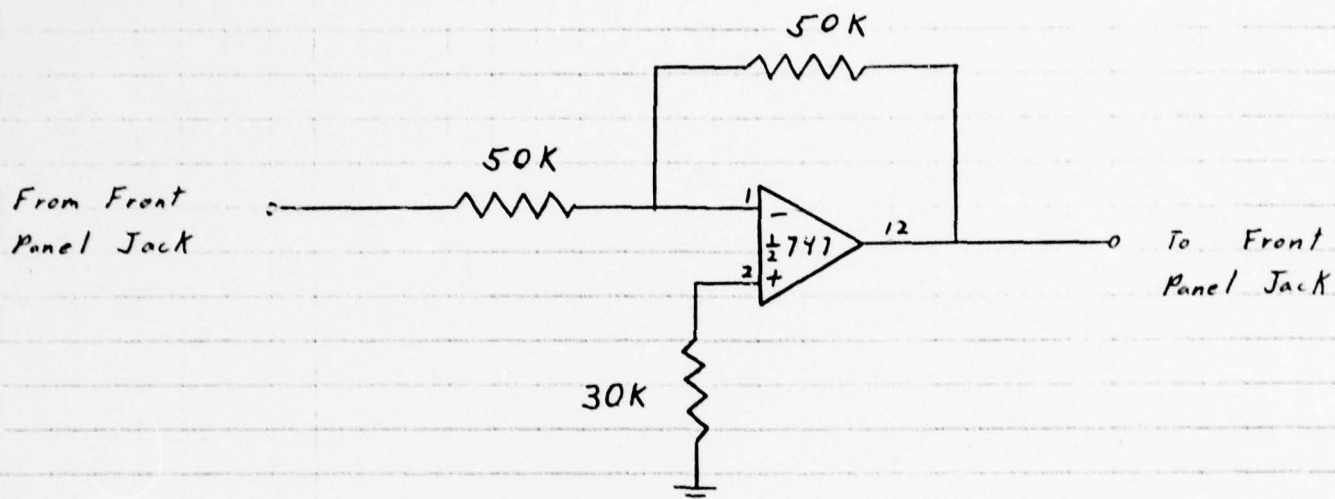 50K
50K
From Front
Panel Jack
1
-
1/2 747
2
+
12
To Front
Panel Jack
30K